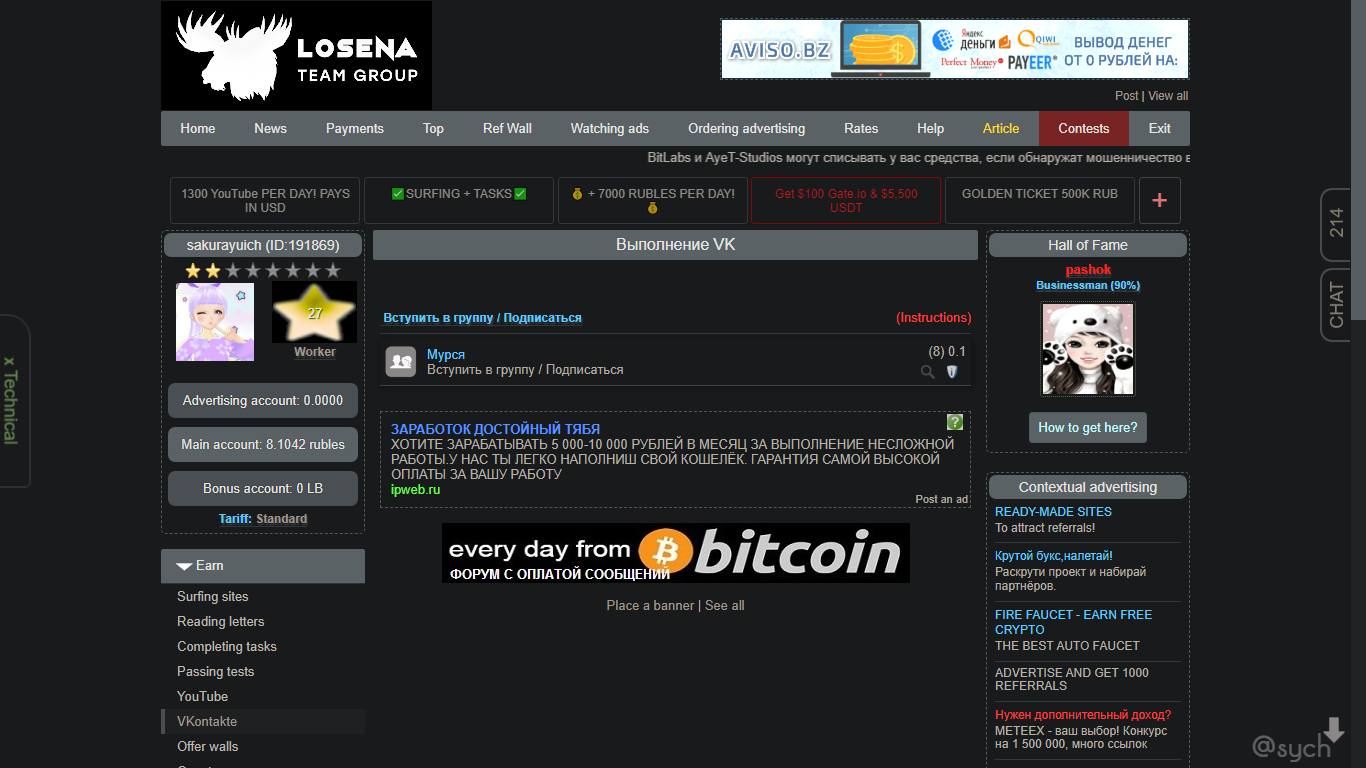 LOSENA
TEAM GROUP
AVISO.BZ
Яндекс
деньги
QIWI
Perfect Money
PAYEER
ВЫВОД ДЕНЕГ
ОТ 0 РУБЛЕЙ НА:
Post | View all
Home News Payments Top Ref Wall Watching ads Ordering advertising Rates Help Article Contests Exit
BitLabs и AyeT-Studios могут списывать у вас средства, если обнаружат мошенничество в
1300 YouTube PER DAY! PAYS
IN USD
✅ SURFING + TASKS ✅
💰 + 7000 RUBLES PER DAY!
💰
Get $100 Gate.io & $5,500
USDT
GOLDEN TICKET 500K RUB
+
sakurayuich (ID:191869)
27
Worker
Advertising account: 0.0000
Main account: 8.1042 rubles
Bonus account: 0 LB
Tariff: Standard
Earn
Surfing sites
Reading letters
Completing tasks
Passing tests
YouTube
VKontakte
Offer walls
Выполнение VK
Вступить в группу / Подписаться
(Instructions)
Мурся
Вступить в группу / Подписаться
(8) 0.1
ЗАРАБОТОК ДОСТОЙНЫЙ ТЯБЯ
?
ХОТИТЕ ЗАРАБАТЫВАТЬ 5 000-10 000 РУБЛЕЙ В МЕСЯЦ ЗА ВЫПОЛНЕНИЕ НЕСЛОЖНОЙ
РАБОТЫ.У НАС ТЫ ЛЕГКО НАПОЛНИШ СВОЙ КОШЕЛЁК. ГАРАНТИЯ САМОЙ ВЫСОКОЙ
ОПЛАТЫ ЗА ВАШУ РАБОТУ
ipweb.ru
Post an ad
every day from bitcoin
ФОРУМ С ОПЛАТОЙ СООБЩЕНИЙ
Place a banner | See all
Hall of Fame
pashok
Businessman (90%)
How to get here?
Contextual advertising
READY-MADE SITES
To attract referrals!
Крутой букс,налетай!
Раскрути проект и набирай
партнёров.
FIRE FAUCET - EARN FREE
CRYPTO
THE BEST AUTO FAUCET
ADVERTISE AND GET 1000
REFERRALS
Нужен дополнительный доход?
METEEX - ваш выбор! Конкурс
на 1 500 000, много ссылок
x Technical
214
CHAT
@sych